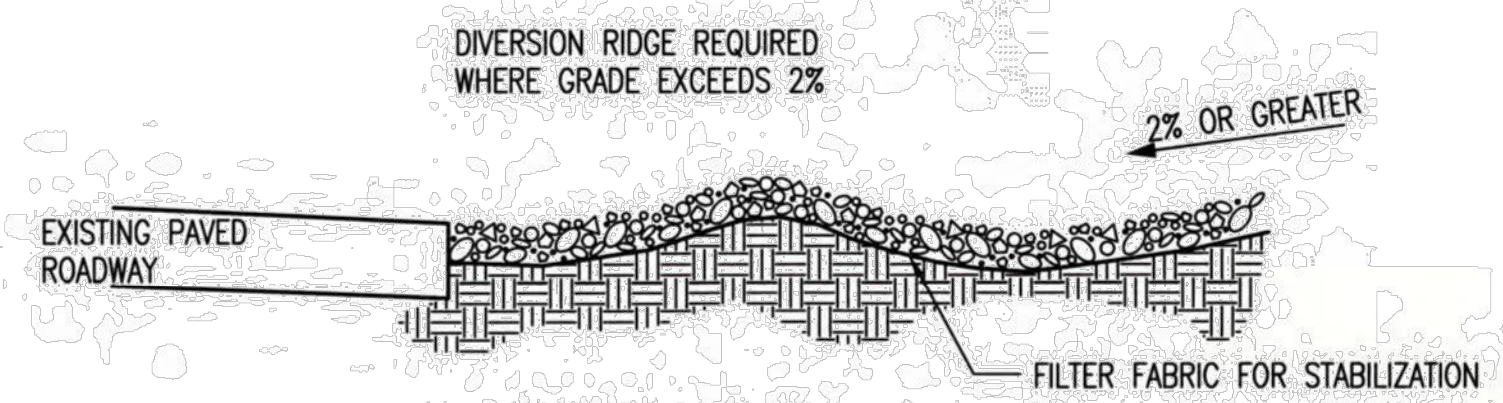 DIVERSION RIDGE REQUIRED
WHERE GRADE EXCEEDS 2%
2% OR GREATER
EXISTING PAVED
ROADWAY
FILTER FABRIC FOR STABILIZATION